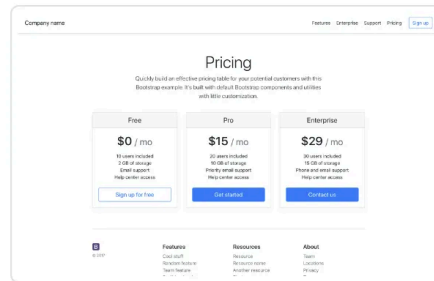 Company name
Features Enterprise Support Pricing Sign up
Pricing
Quickly build an effective pricing table for your potential customers with this
Bootstrap example. It's built with default Bootstrap components and utilities
with little customization.
Free
$0 / mo
10 users included
2 GB of storage
Email support
Help center access
Sign up for free
Pro
$15 / mo
20 users included
10 GB of storage
Priority email support
Help center access
Get started
Enterprise
$29 / mo
30 users included
15 GB of storage
Phone and email support
Help center access
Contact us
© 2017
Features
Cool stuff
Random feature
Team feature
Resources
Resource
Resource name
Another resource
About
Team
Locations
Privacy